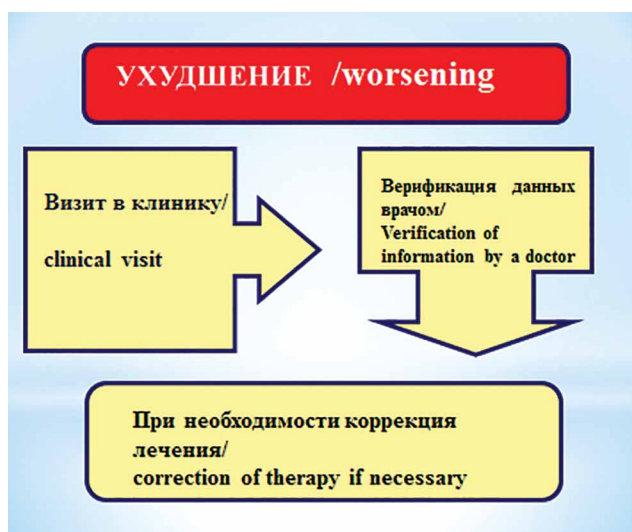 УХУДШЕНИЕ /worsening
Визит в клинику/
clinical visit
Верификация данных
врачом/
Verification of
information by a doctor
При необходимости коррекция
лечения/
correction of therapy if necessary